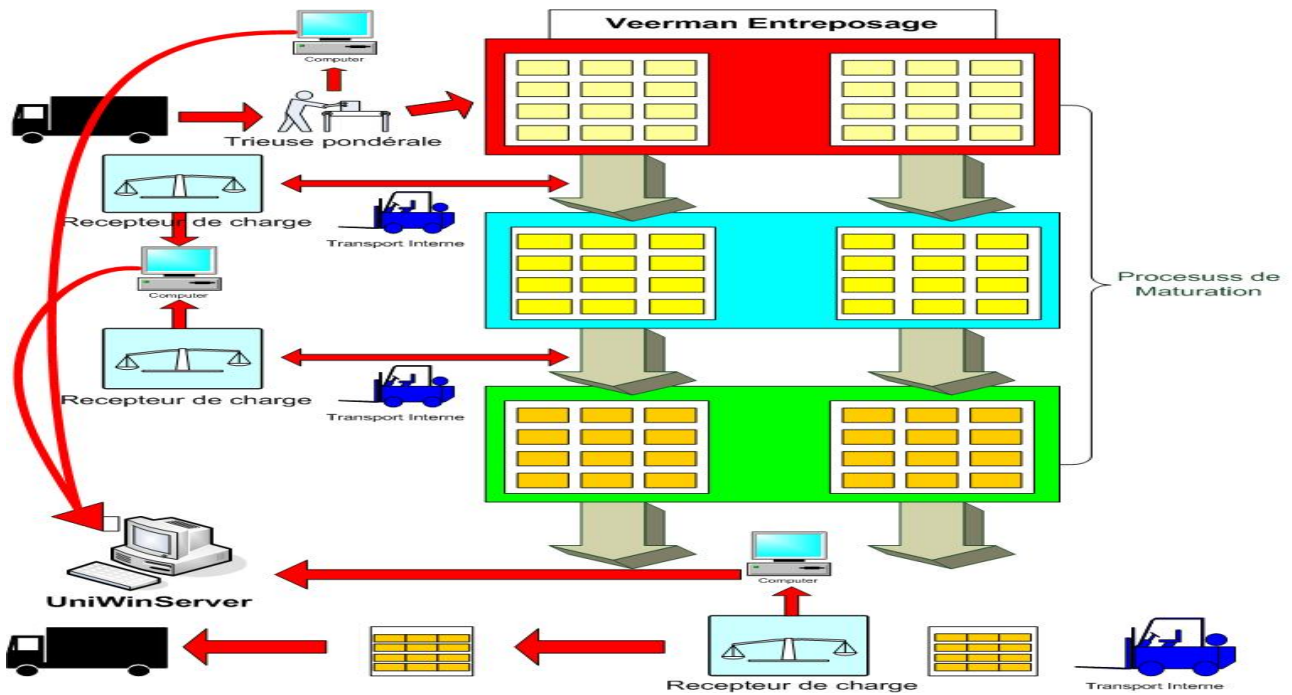 Veerman Entreposage
Computer
Trieuse pondérale
Recepteur de charge
Transport Interne
Computer
Procesuss de
Maturation
Recepteur de charge
Transport Interne
Computer
UniWinServer
Recepteur de charge
Transport Interne